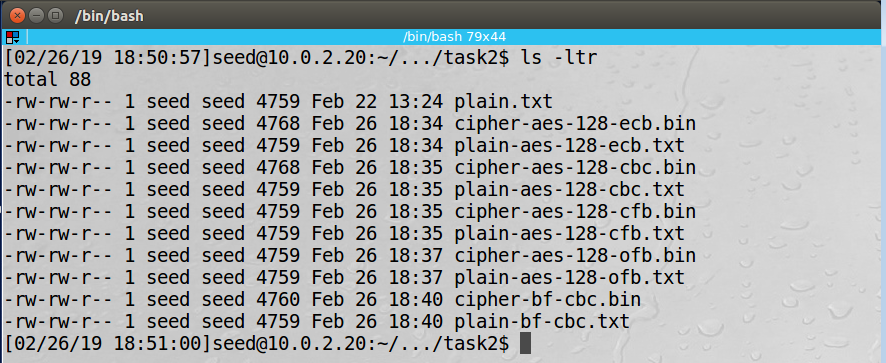 /bin/bash
/bin/bash 79x44
[02/26/19 18:50:57]seed@10.0.2.20:~/.../task2$ ls -ltr
total 88
-rw-rw-r-- 1 seed seed 4759 Feb 22 13:24 plain.txt
-rw-rw-r-- 1 seed seed 4768 Feb 26 18:34 cipher-aes-128-ecb.bin
-rw-rw-r-- 1 seed seed 4759 Feb 26 18:34 plain-aes-128-ecb.txt
-rw-rw-r-- 1 seed seed 4768 Feb 26 18:35 cipher-aes-128-cbc.bin
-rw-rw-r-- 1 seed seed 4759 Feb 26 18:35 plain-aes-128-cbc.txt
-rw-rw-r-- 1 seed seed 4759 Feb 26 18:35 cipher-aes-128-cfb.bin
-rw-rw-r-- 1 seed seed 4759 Feb 26 18:35 plain-aes-128-cfb.txt
-rw-rw-r-- 1 seed seed 4759 Feb 26 18:37 cipher-aes-128-ofb.bin
-rw-rw-r-- 1 seed seed 4759 Feb 26 18:37 plain-aes-128-ofb.txt
-rw-rw-r-- 1 seed seed 4760 Feb 26 18:40 cipher-bf-cbc.bin
-rw-rw-r-- 1 seed seed 4759 Feb 26 18:40 plain-bf-cbc.txt
[02/26/19 18:51:00]seed@10.0.2.20:~/.../task2$